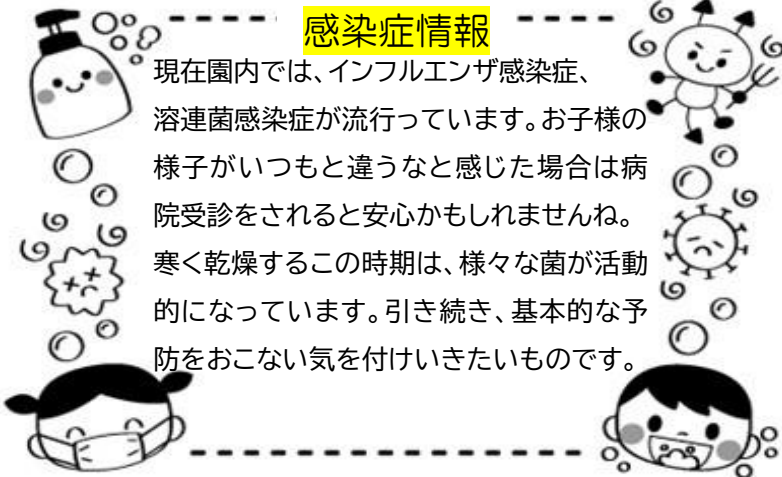 感染症情報
現在園内では、インフルエンザ感染症、
溶連菌感染症が流行っています。お子様の
様子がいつもと違うなと感じた場合は病
院受診をされると安心かもしれませんね。
寒く乾燥するこの時期は、様々な菌が活動
的になっています。引き続き、基本的な予
防をおこない気を付けいきたいものです。